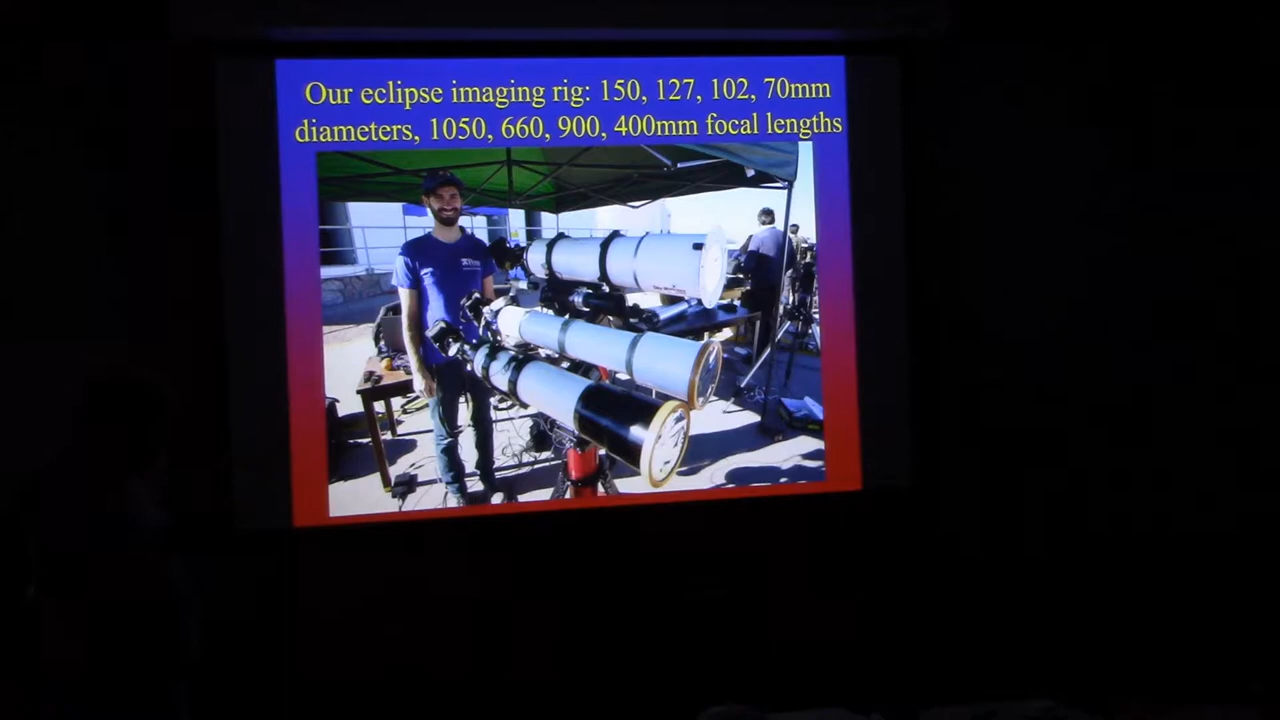 Our eclipse imaging rig: 150, 127, 102, 70mm
diameters, 1050, 660, 900, 400mm focal lengths